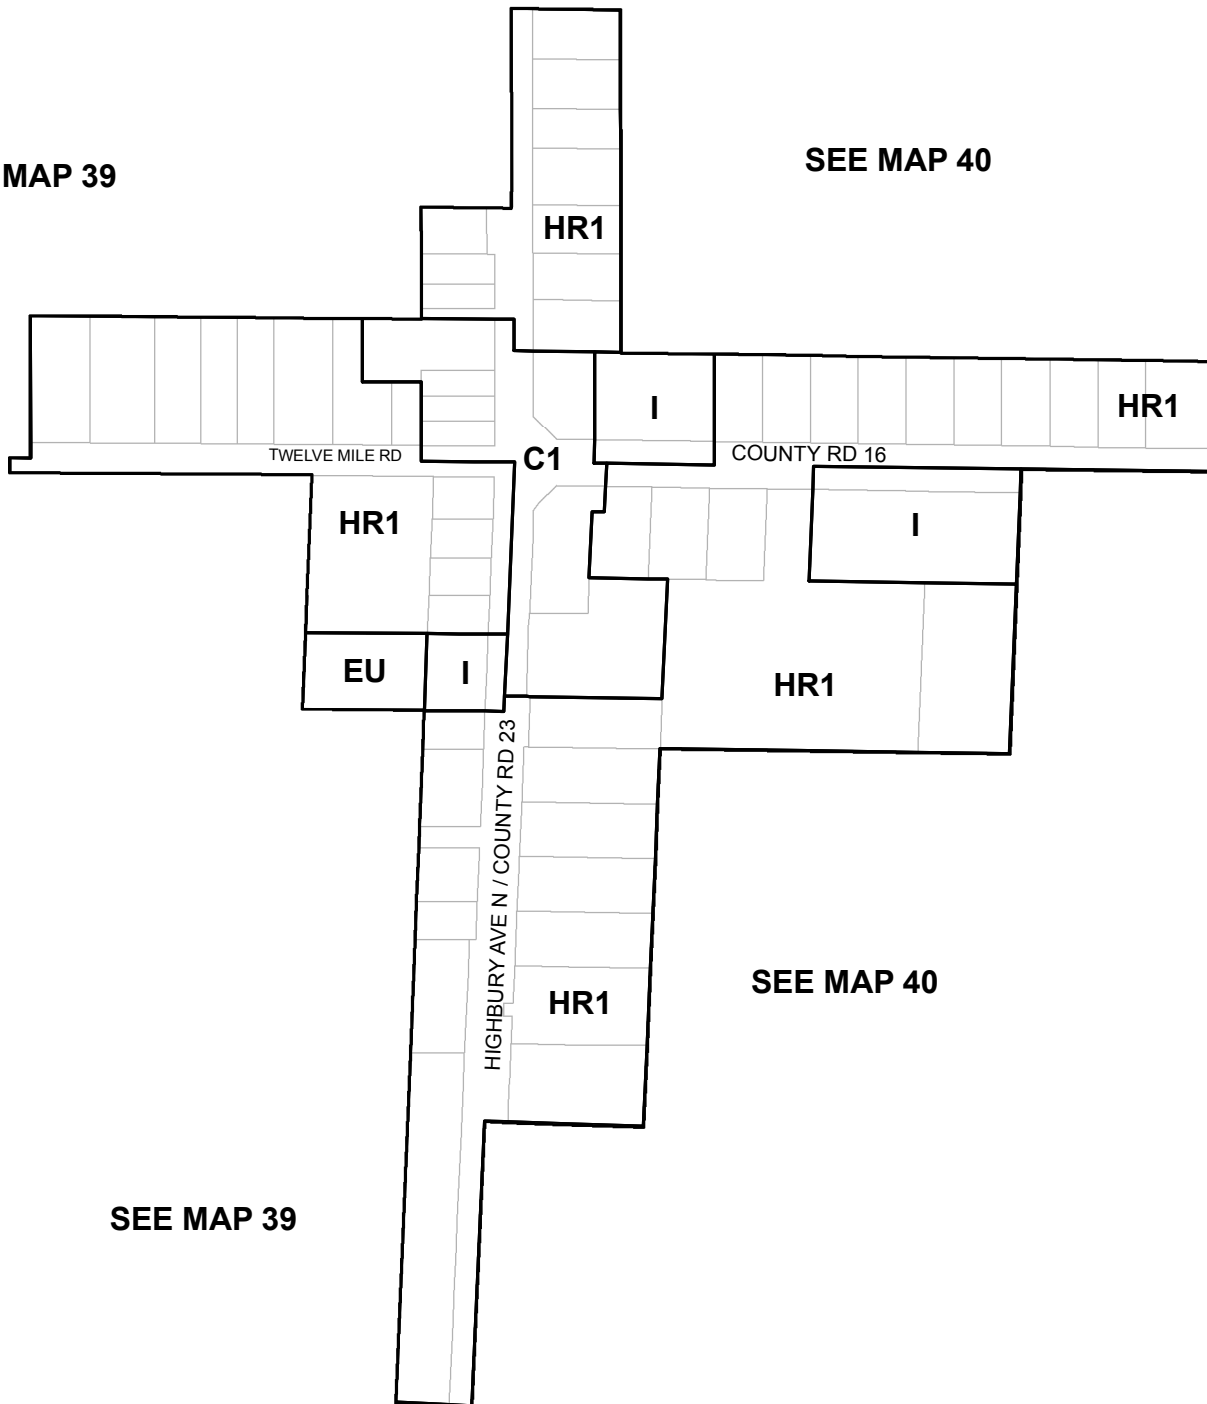 SEE MAP 40
MAP 39
HR1
HR1
I
TWELVE MILE RD
COUNTY RD 16
C1
HR1
I
EU
I
HR1
HIGHBURY AVE N / COUNTY RD 23
SEE MAP 40
HR1
SEE MAP 39